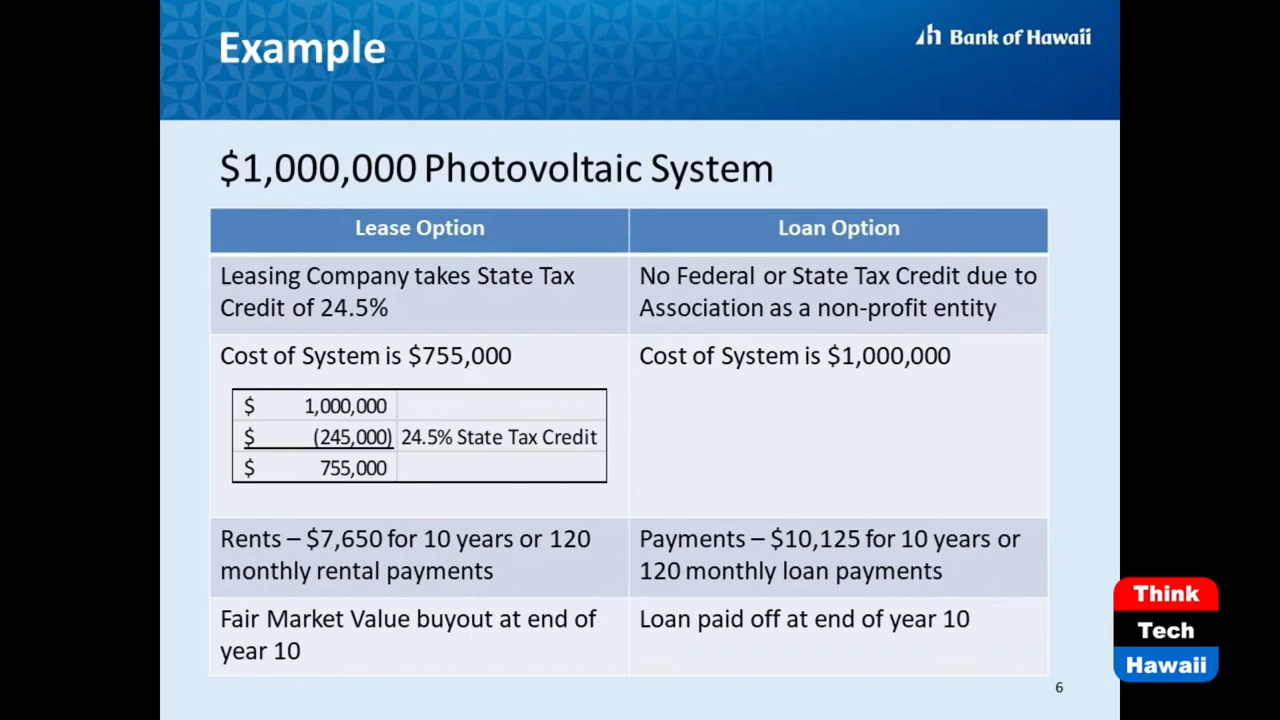 Example
Bank of Hawaii
$1,000,000 Photovoltaic System
Lease Option
Loan Option
Leasing Company takes State Tax
Credit of 24.5%
No Federal or State Tax Credit due to
Association as a non-profit entity
Cost of System is $755,000
$ 1,000,000
$ (245,000) 24.5% State Tax Credit
$ 755,000
Cost of System is $1,000,000
Rents – $7,650 for 10 years or 120
monthly rental payments
Payments – $10,125 for 10 years or
120 monthly loan payments
Fair Market Value buyout at end of
year 10
Loan paid off at end of year 10
6
Think
Tech
Hawaii